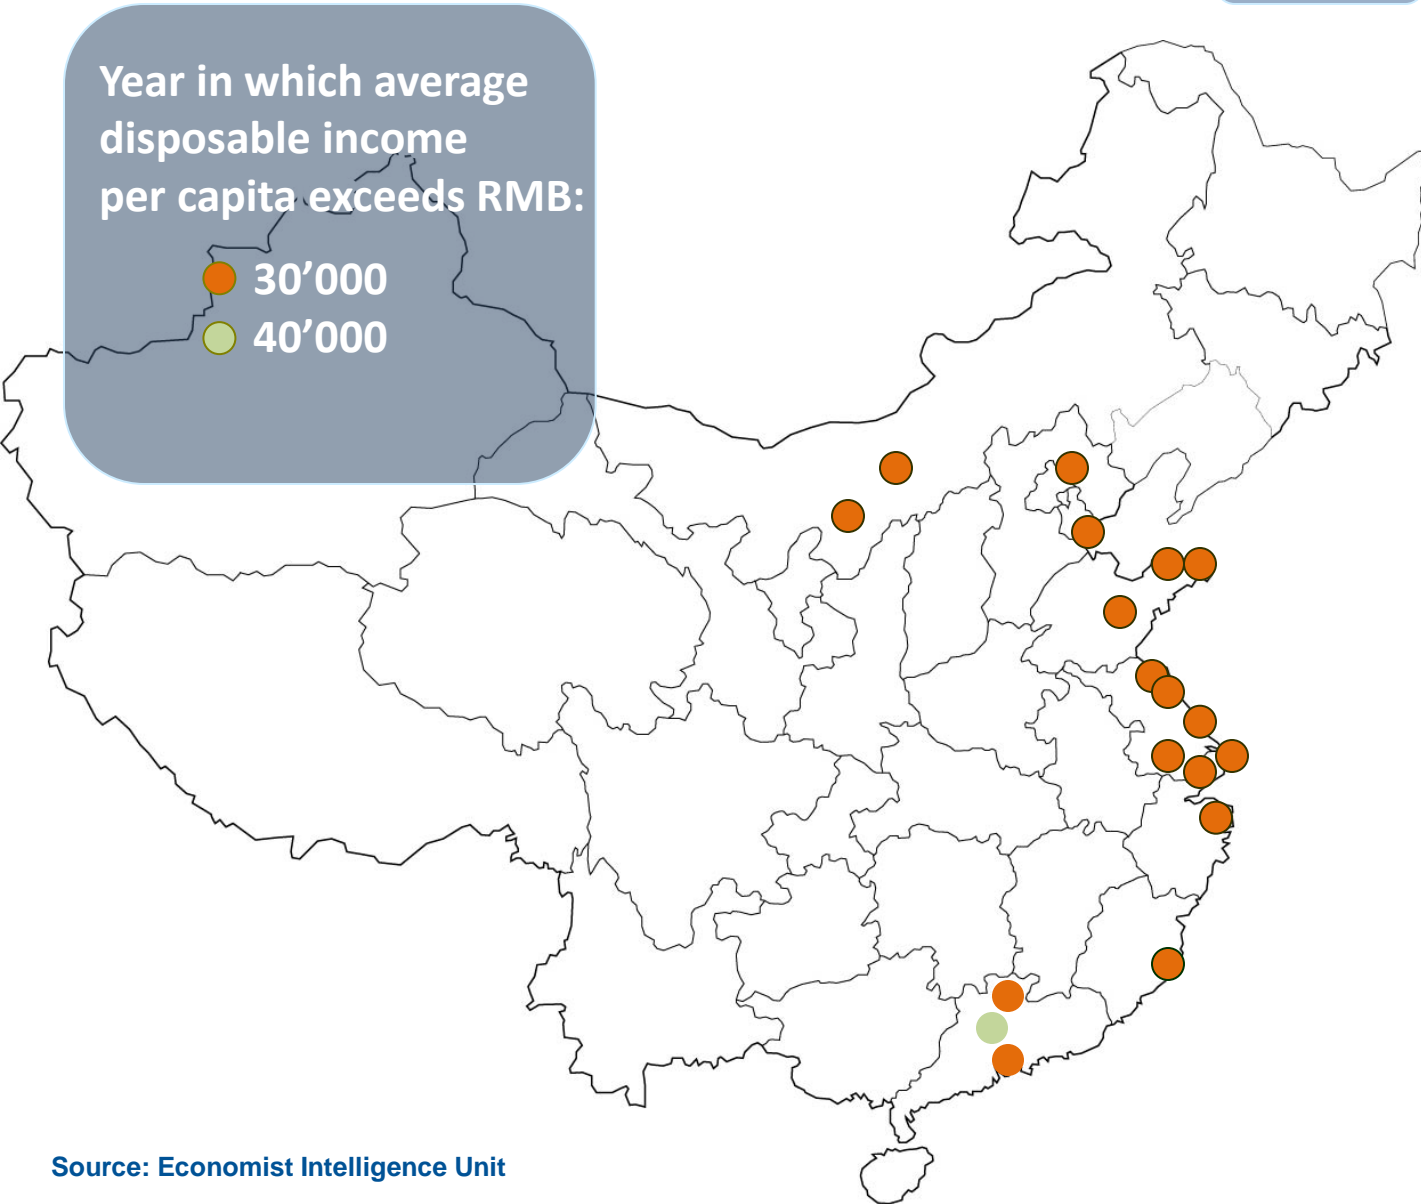 Year in which average
disposable income
per capita exceeds RMB:
30’000
40’000
Source: Economist Intelligence Unit